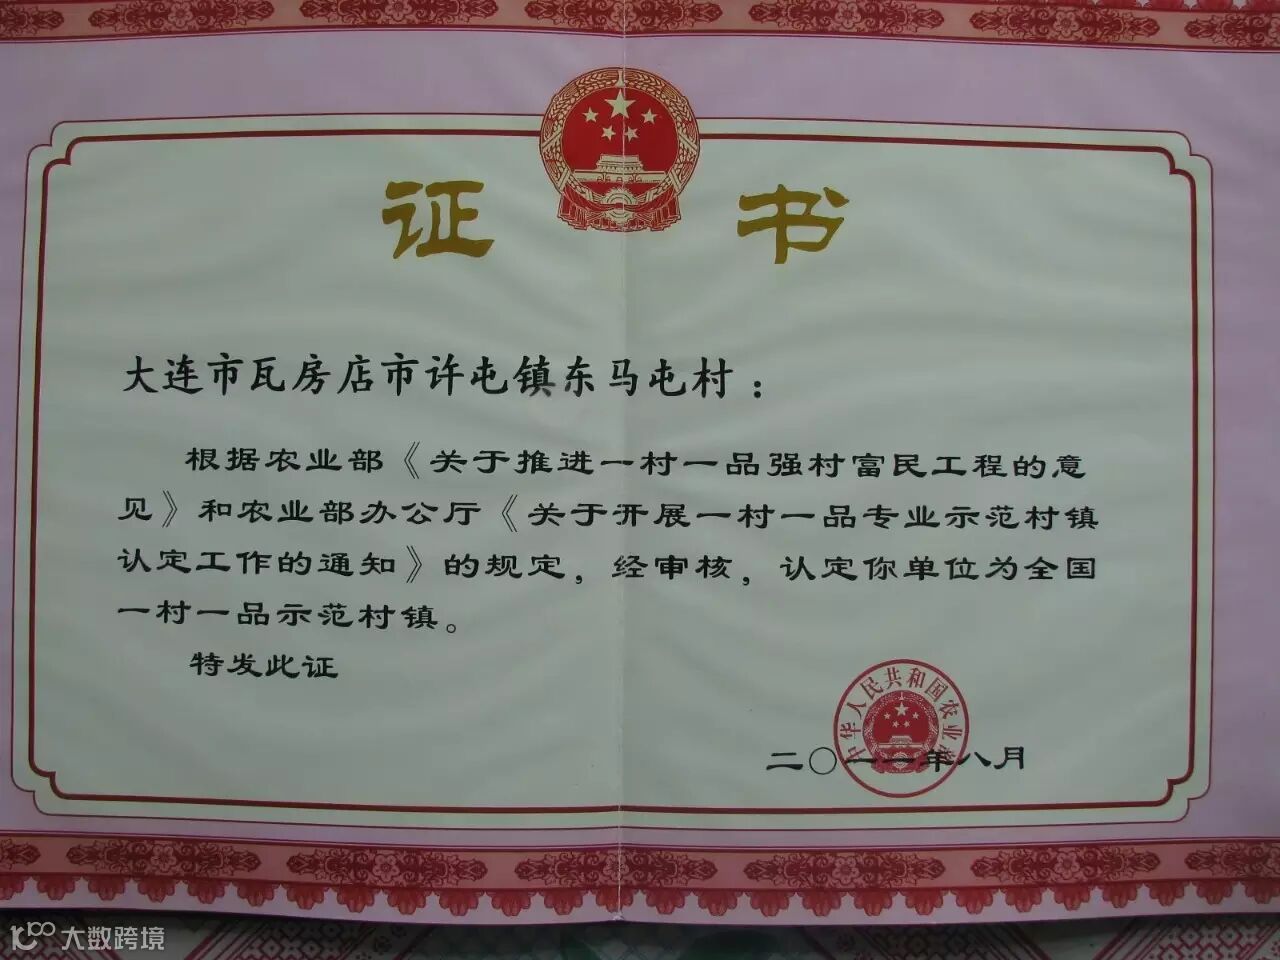 证书
大连市瓦房店市许屯镇东马屯村：
根据农业部《关于推进一村一品强村富民工程的意
见》和农业部办公厅《关于开展一村一品专业示范村镇
认定工作的通知》的规定，经审核，认定你单位为全国
一村一品示范村镇。
特发此证
中华人民共和国农业部
二〇一一年八月
10100 大数跨境